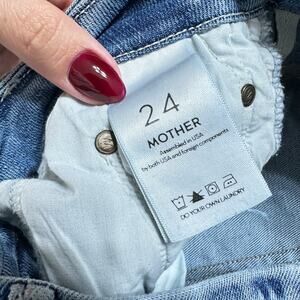 24
MOTHER
Assembled in USA
by both USA and foreign components
DO YOUR OWN LAUNDRY